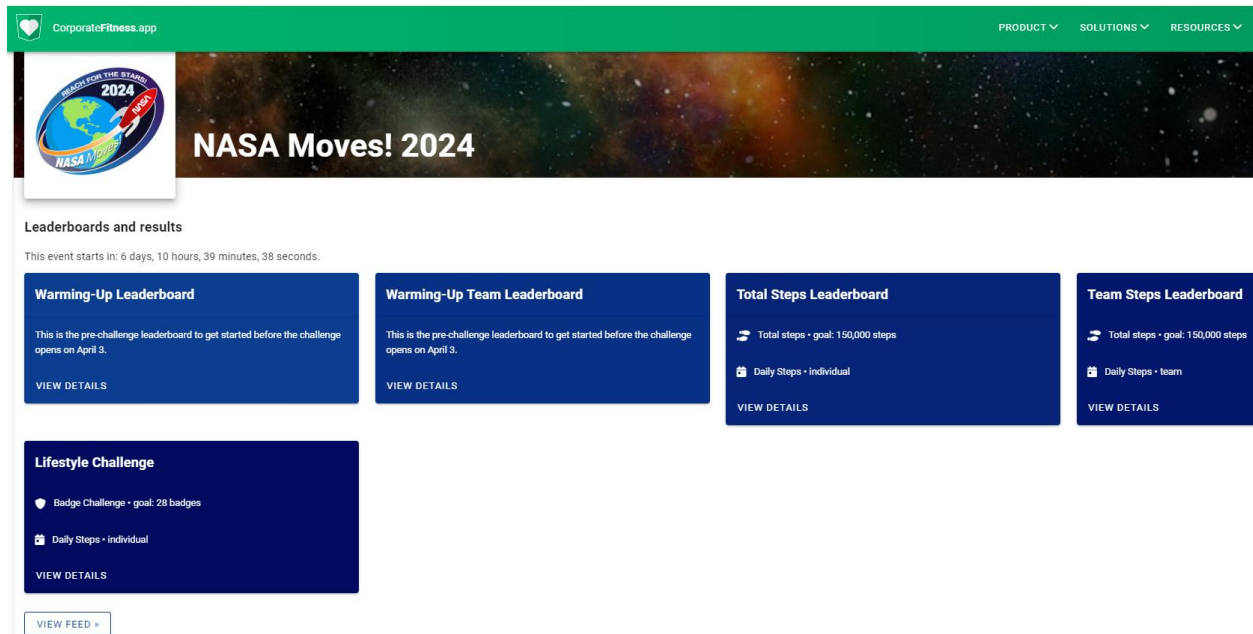 CorporateFitness.app
PRODUCT
SOLUTIONS
RESOURCES
REACH FOR THE STARS!
2024
NASA
NASA Moves!
NASA Moves! 2024
Leaderboards and results
This event starts in: 6 days, 10 hours, 39 minutes, 38 seconds.
Warming-Up Leaderboard
This is the pre-challenge leaderboard to get started before the challenge
opens on April 3.
VIEW DETAILS
Warming-Up Team Leaderboard
This is the pre-challenge leaderboard to get started before the challenge
opens on April 3.
VIEW DETAILS
Total Steps Leaderboard
Total steps • goal: 150,000 steps
Daily Steps • individual
VIEW DETAILS
Team Steps Leaderboard
Total steps • goal: 150,000 steps
Daily Steps • team
VIEW DETAILS
Lifestyle Challenge
Badge Challenge • goal: 28 badges
Daily Steps • individual
VIEW DETAILS
VIEW FEED »